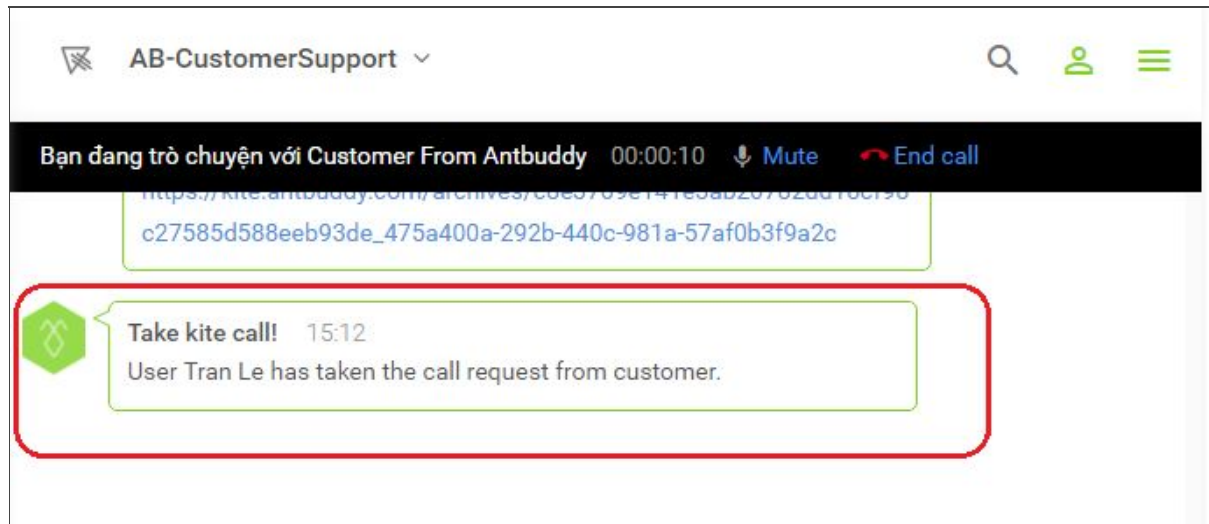 AB-CustomerSupport
Bạn đang trò chuyện với Customer From Antbuddy 00:00:10 Mute End call
c27585d588eeb93de_475a400a-292b-440c-981a-57af0b3f9a2c
Take kite call! 15:12
User Tran Le has taken the call request from customer.